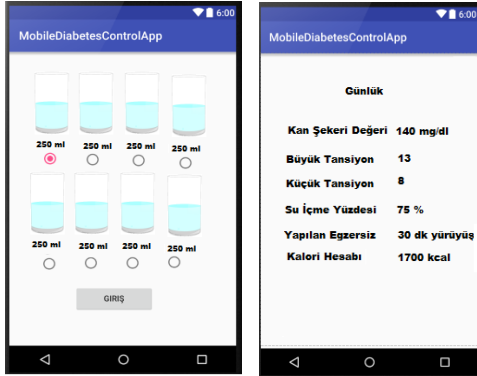 6:00
MobileDiabetesControlApp
250 ml 250 ml 250 ml 250 ml
250 ml 250 ml 250 ml 250 ml
GIRIŞ
6:00
MobileDiabetesControlApp
Günlük
Kan Şekeri Değeri 140 mg/dl
Büyük Tansiyon 13
Küçük Tansiyon 8
Su İçme Yüzdesi 75 %
Yapılan Egzersiz 30 dk yürüyüş
Kalori Hesabı 1700 kcal